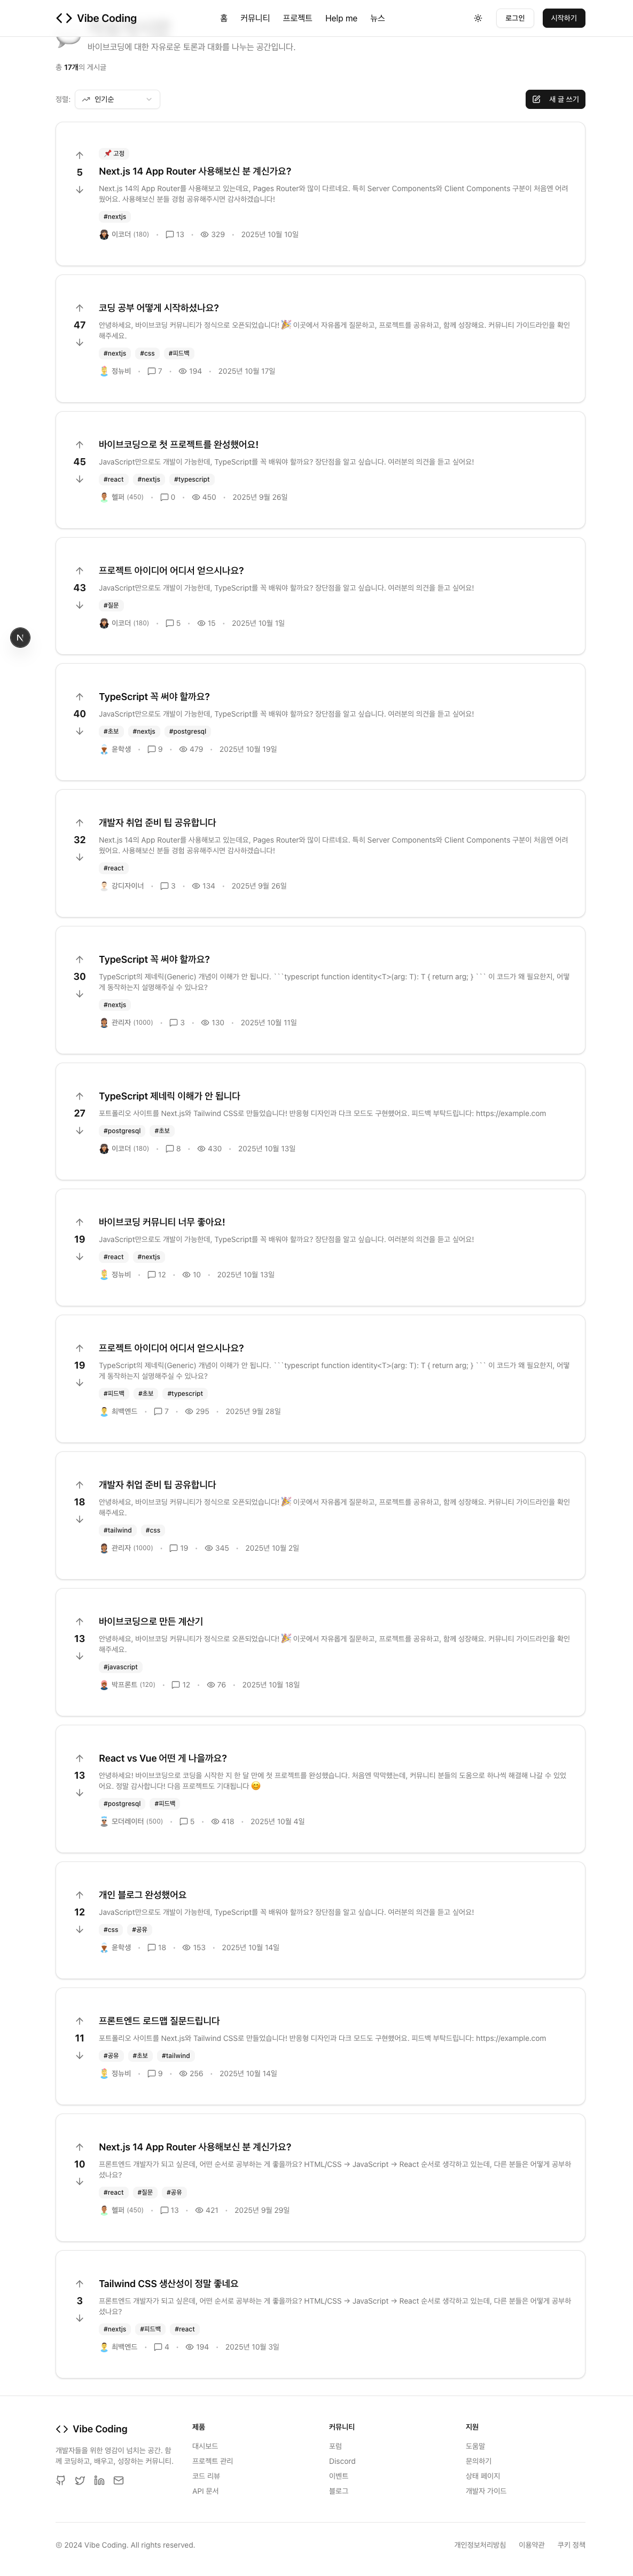 Vibe Coding 홈 커뮤니티 프로젝트 Help me 뉴스 로그인 시작하기
바이브코딩에 대한 자유로운 토론과 대화를 나누는 공간입니다.
총 17개의 게시글
정렬: 인기순 새 글 쓰기
📌 고정
5
Next.js 14 App Router 사용해보신 분 계신가요?
Next.js 14의 App Router를 사용해보고 있는데요, Pages Router와 많이 다르네요. 특히 Server Components와 Client Components 구분이 처음엔 어려
웠어요. 사용해보신 분들 경험 공유해주시면 감사하겠습니다!
#nextjs
이코더 (180) • 13 • 329 • 2025년 10월 10일
코딩 공부 어떻게 시작하셨나요?
47
안녕하세요, 바이브코딩 커뮤니티가 정식으로 오픈되었습니다! 🎉 이곳에서 자유롭게 질문하고, 프로젝트를 공유하고, 함께 성장해요. 커뮤니티 가이드라인을 확인
해주세요.
#nextjs #css #피드백
정뉴비 • 7 • 194 • 2025년 10월 17일
바이브코딩으로 첫 프로젝트를 완성했어요!
45
JavaScript만으로도 개발이 가능한데, TypeScript를 꼭 배워야 할까요? 장단점을 알고 싶습니다. 여러분의 의견을 듣고 싶어요!
#react #nextjs #typescript
헬퍼 (450) • 0 • 450 • 2025년 9월 26일
프로젝트 아이디어 어디서 얻으시나요?
43
JavaScript만으로도 개발이 가능한데, TypeScript를 꼭 배워야 할까요? 장단점을 알고 싶습니다. 여러분의 의견을 듣고 싶어요!
#질문
이코더 (180) • 5 • 15 • 2025년 10월 1일
TypeScript 꼭 써야 할까요?
40
JavaScript만으로도 개발이 가능한데, TypeScript를 꼭 배워야 할까요? 장단점을 알고 싶습니다. 여러분의 의견을 듣고 싶어요!
#초보 #nextjs #postgresql
윤학생 • 9 • 479 • 2025년 10월 19일
개발자 취업 준비 팁 공유합니다
32
Next.js 14의 App Router를 사용해보고 있는데요, Pages Router와 많이 다르네요. 특히 Server Components와 Client Components 구분이 처음엔 어려
웠어요. 사용해보신 분들 경험 공유해주시면 감사하겠습니다!
#react
강디자이너 • 3 • 134 • 2025년 9월 26일
TypeScript 꼭 써야 할까요?
30
TypeScript의 제네릭(Generic) 개념이 이해가 안 됩니다. ```typescript function identity<T>(arg: T): T { return arg; } ``` 이 코드가 왜 필요한지, 어떻
게 동작하는지 설명해주실 수 있나요?
#nextjs
관리자 (1000) • 3 • 130 • 2025년 10월 11일
TypeScript 제네릭 이해가 안 됩니다
27
포트폴리오 사이트를 Next.js와 Tailwind CSS로 만들었습니다! 반응형 디자인과 다크 모드도 구현했어요. 피드백 부탁드립니다: https://example.com
#postgresql #초보
이코더 (180) • 8 • 430 • 2025년 10월 13일
바이브코딩 커뮤니티 너무 좋아요!
19
JavaScript만으로도 개발이 가능한데, TypeScript를 꼭 배워야 할까요? 장단점을 알고 싶습니다. 여러분의 의견을 듣고 싶어요!
#react #nextjs
정뉴비 • 12 • 10 • 2025년 10월 13일
프로젝트 아이디어 어디서 얻으시나요?
19
TypeScript의 제네릭(Generic) 개념이 이해가 안 됩니다. ```typescript function identity<T>(arg: T): T { return arg; } ``` 이 코드가 왜 필요한지, 어떻
게 동작하는지 설명해주실 수 있나요?
#피드백 #초보 #typescript
최백엔드 • 7 • 295 • 2025년 9월 28일
개발자 취업 준비 팁 공유합니다
18
안녕하세요, 바이브코딩 커뮤니티가 정식으로 오픈되었습니다! 🎉 이곳에서 자유롭게 질문하고, 프로젝트를 공유하고, 함께 성장해요. 커뮤니티 가이드라인을 확인
해주세요.
#tailwind #css
관리자 (1000) • 19 • 345 • 2025년 10월 2일
바이브코딩으로 만든 계산기
13
안녕하세요, 바이브코딩 커뮤니티가 정식으로 오픈되었습니다! 🎉 이곳에서 자유롭게 질문하고, 프로젝트를 공유하고, 함께 성장해요. 커뮤니티 가이드라인을 확인
해주세요.
#javascript
박프론트 (120) • 12 • 76 • 2025년 10월 18일
React vs Vue 어떤 게 나을까요?
13
안녕하세요! 바이브코딩으로 코딩을 시작한 지 한 달 만에 첫 프로젝트를 완성했습니다. 처음엔 막막했는데, 커뮤니티 분들의 도움으로 하나씩 해결해 나갈 수 있었
어요. 정말 감사합니다! 다음 프로젝트도 기대됩니다 😊
#postgresql #피드백
모더레이터 (500) • 5 • 418 • 2025년 10월 4일
개인 블로그 완성했어요
12
JavaScript만으로도 개발이 가능한데, TypeScript를 꼭 배워야 할까요? 장단점을 알고 싶습니다. 여러분의 의견을 듣고 싶어요!
#css #공유
윤학생 • 18 • 153 • 2025년 10월 14일
프론트엔드 로드맵 질문드립니다
11
포트폴리오 사이트를 Next.js와 Tailwind CSS로 만들었습니다! 반응형 디자인과 다크 모드도 구현했어요. 피드백 부탁드립니다: https://example.com
#공유 #초보 #tailwind
정뉴비 • 9 • 256 • 2025년 10월 14일
Next.js 14 App Router 사용해보신 분 계신가요?
10
프론트엔드 개발자가 되고 싶은데, 어떤 순서로 공부하는 게 좋을까요? HTML/CSS → JavaScript → React 순서로 생각하고 있는데, 다른 분들은 어떻게 공부하
셨나요?
#react #질문 #공유
헬퍼 (450) • 13 • 421 • 2025년 9월 29일
Tailwind CSS 생산성이 정말 좋네요
3
프론트엔드 개발자가 되고 싶은데, 어떤 순서로 공부하는 게 좋을까요? HTML/CSS → JavaScript → React 순서로 생각하고 있는데, 다른 분들은 어떻게 공부하
셨나요?
#nextjs #피드백 #react
최백엔드 • 4 • 194 • 2025년 10월 3일
Vibe Coding
개발자들을 위한 영감이 넘치는 공간. 함
께 코딩하고, 배우고, 성장하는 커뮤니티.
제품
대시보드
프로젝트 관리
코드 리뷰
API 문서
커뮤니티
포럼
Discord
이벤트
블로그
지원
도움말
문의하기
상태 페이지
개발자 가이드
© 2024 Vibe Coding. All rights reserved. 개인정보처리방침 이용약관 쿠키 정책